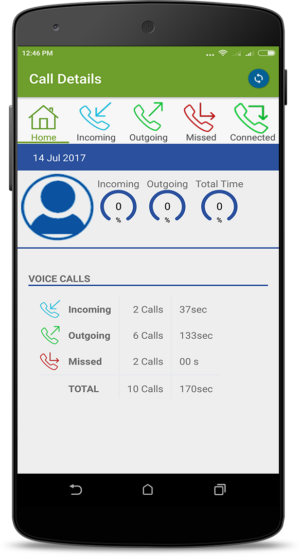 12:46 PM
Call Details
Home Incoming Outgoing Missed Connected
14 Jul 2017
Incoming Outgoing Total Time
0 0 0
% % %
VOICE CALLS
Incoming 2 Calls 37sec
Outgoing 6 Calls 133sec
Missed 2 Calls 00 s
TOTAL 10 Calls 170sec